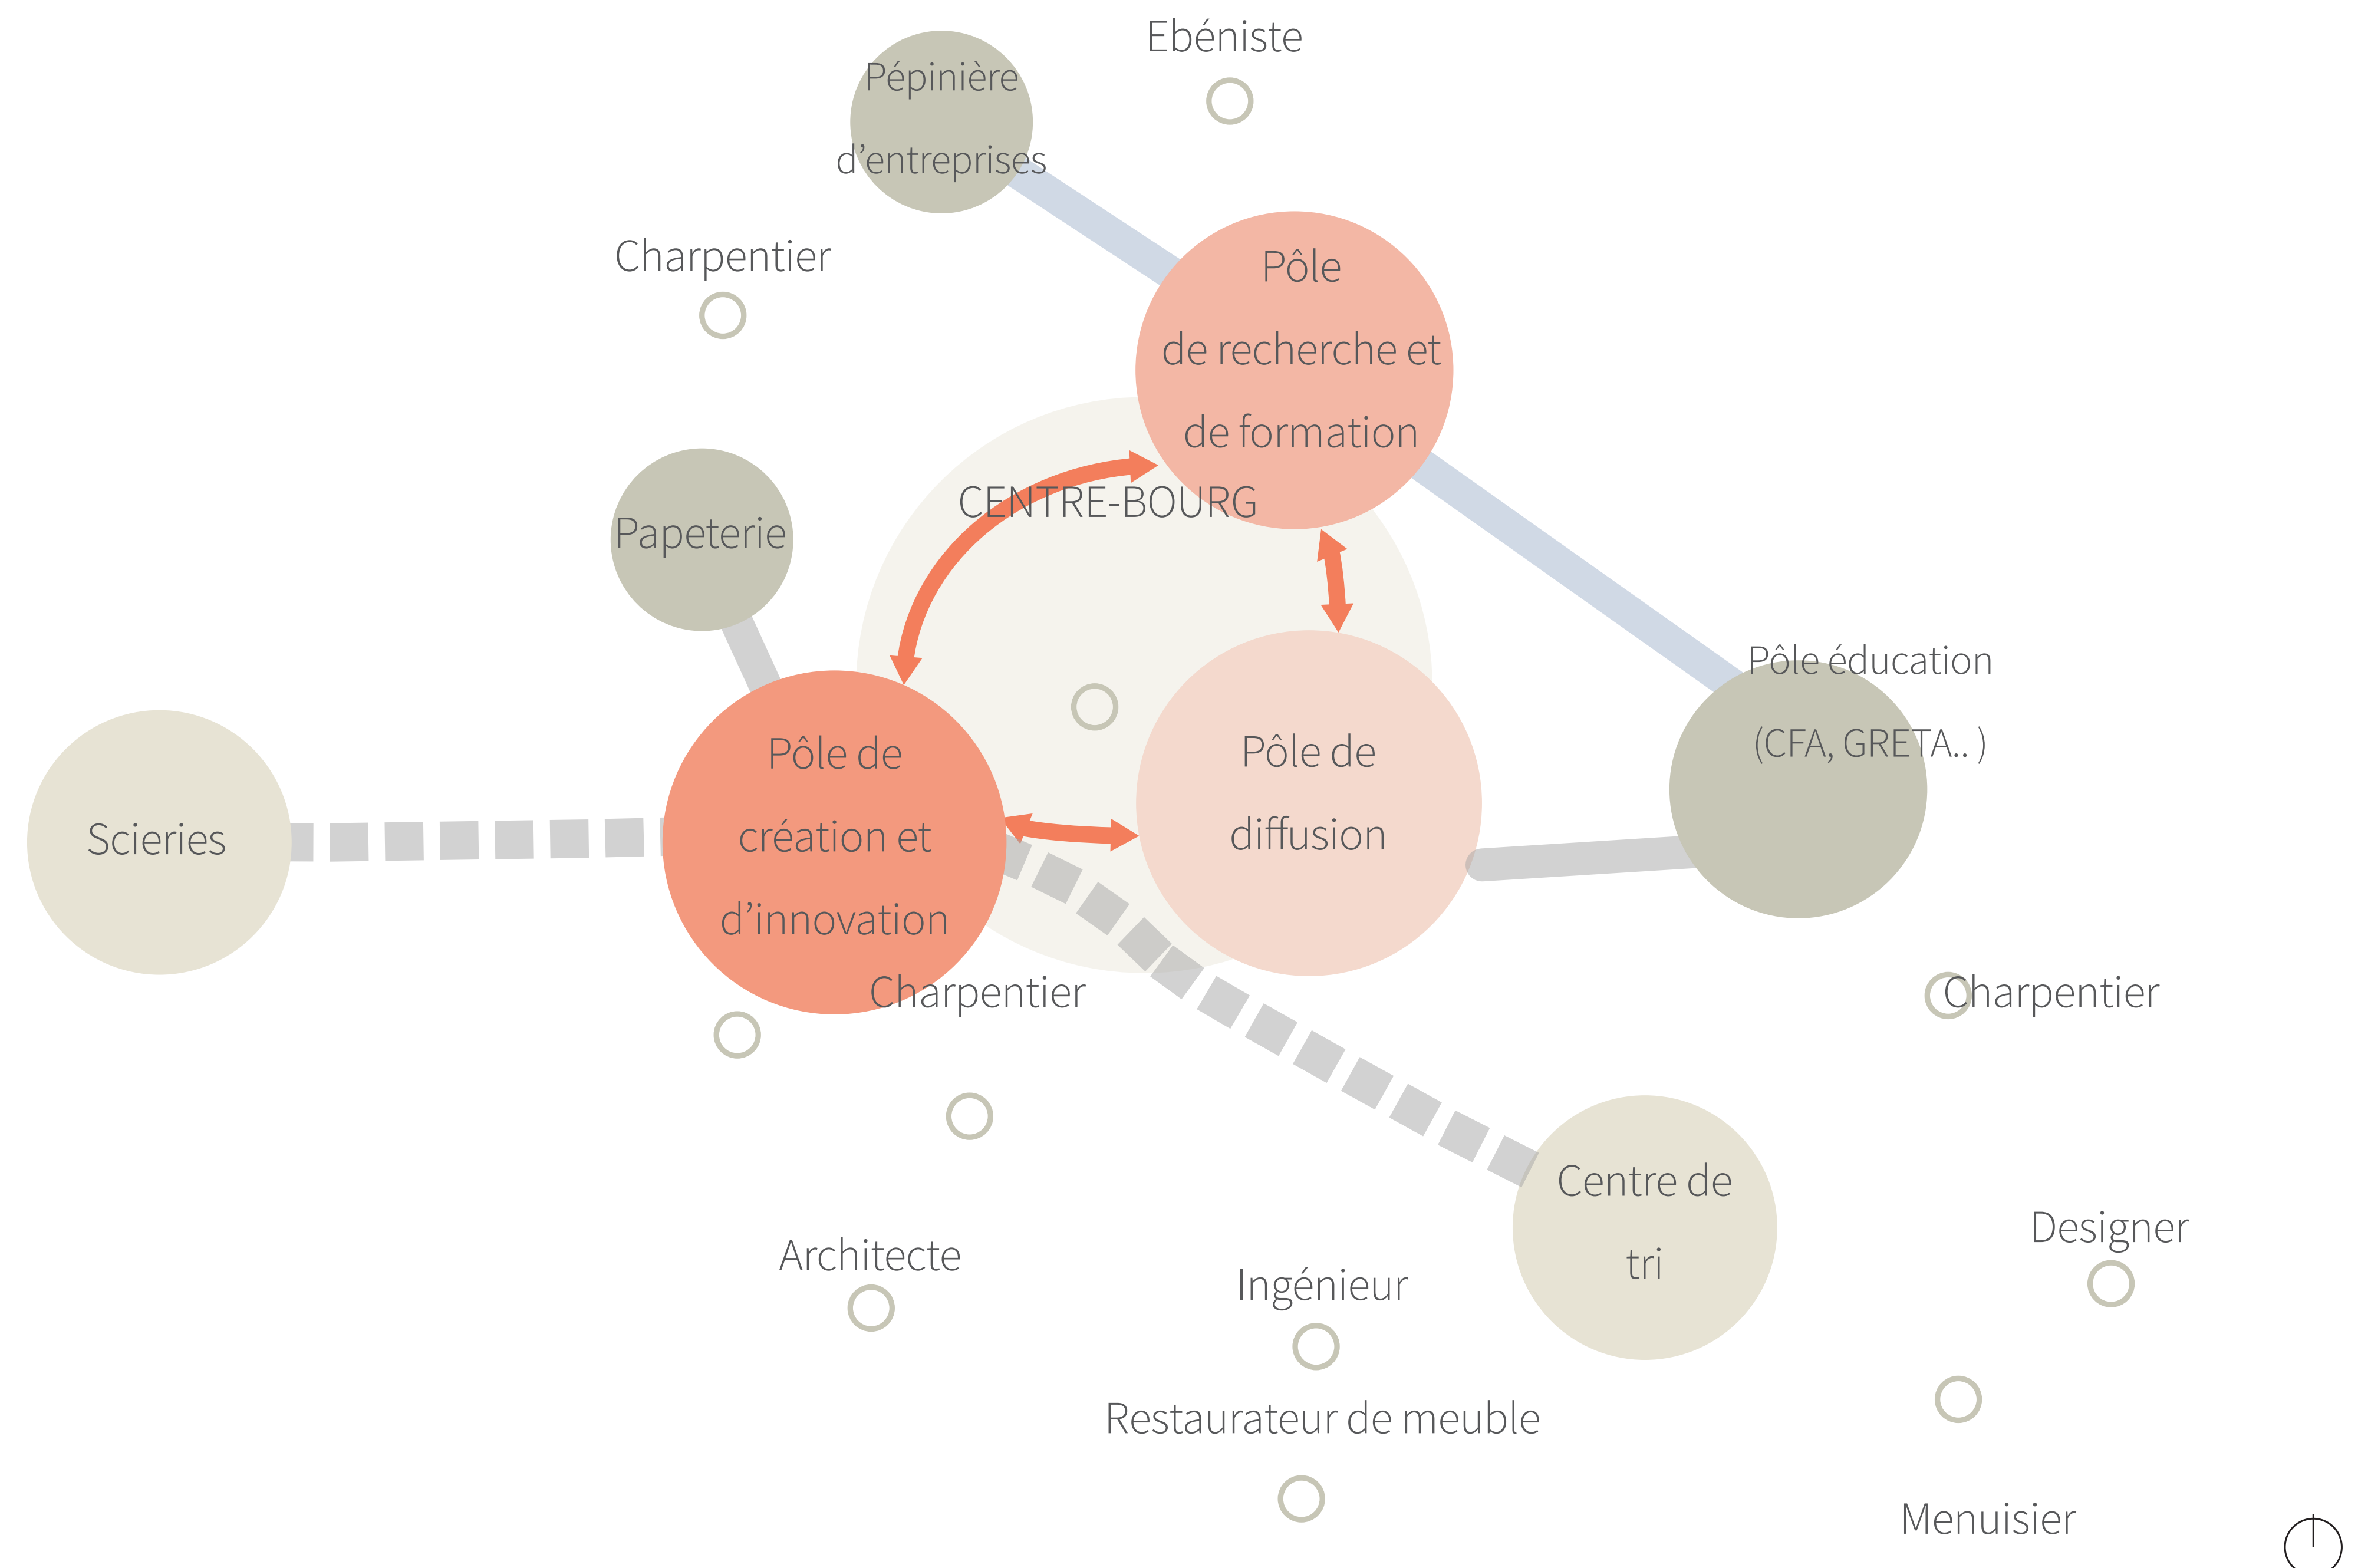 Ebéniste
Pépinière
d’entreprises
Charpentier
Pôle
de recherche et
de formation
CENTRE-BOURG
Papeterie
Pôle éducation
(CFA, GRETA.. )
Scieries
Pôle de
création et
d’innovation
Pôle de
diffusion
Charpentier
Charpentier
Centre de
tri
Designer
Architecte
Ingénieur
Restaurateur de meuble
Menuisier